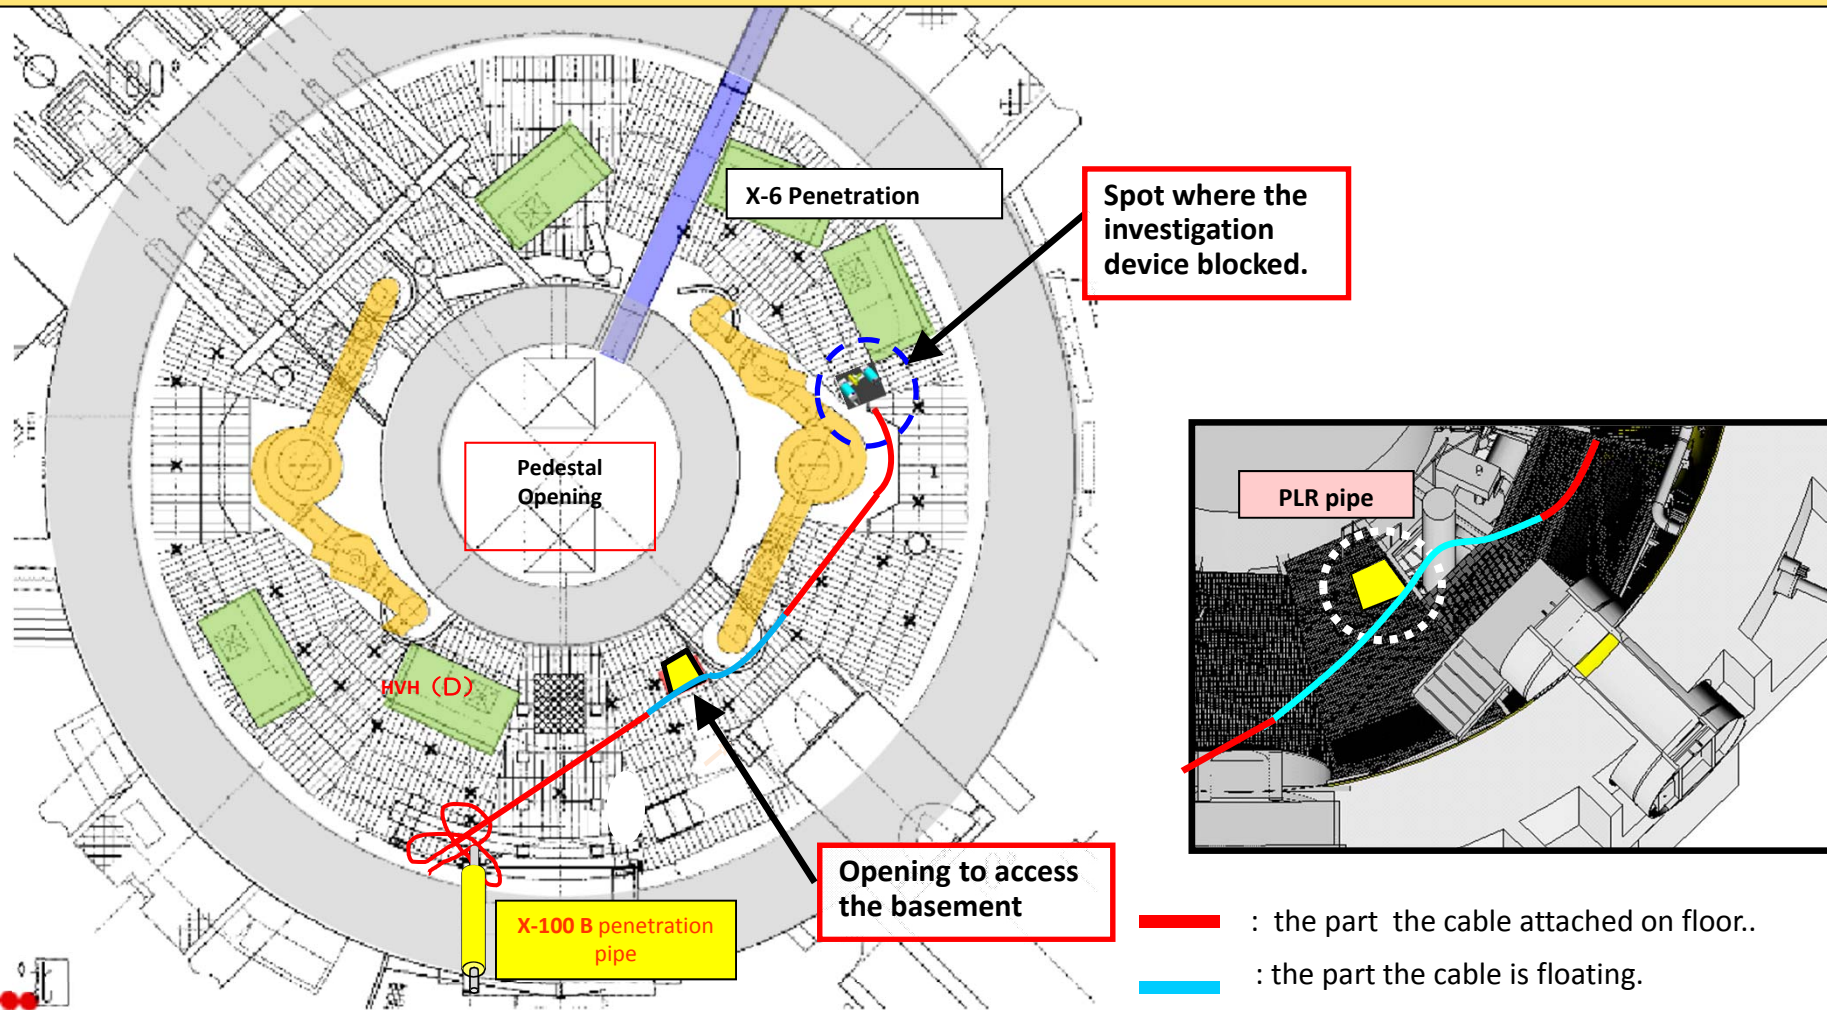 180°
X-6 Penetration
Spot where the
investigation
device blocked.
Pedestal
Opening
PLR pipe
HVH（D）
Opening to access
the basement
X-100 B penetration
pipe
: the part the cable attached on floor..
: the part the cable is floating.